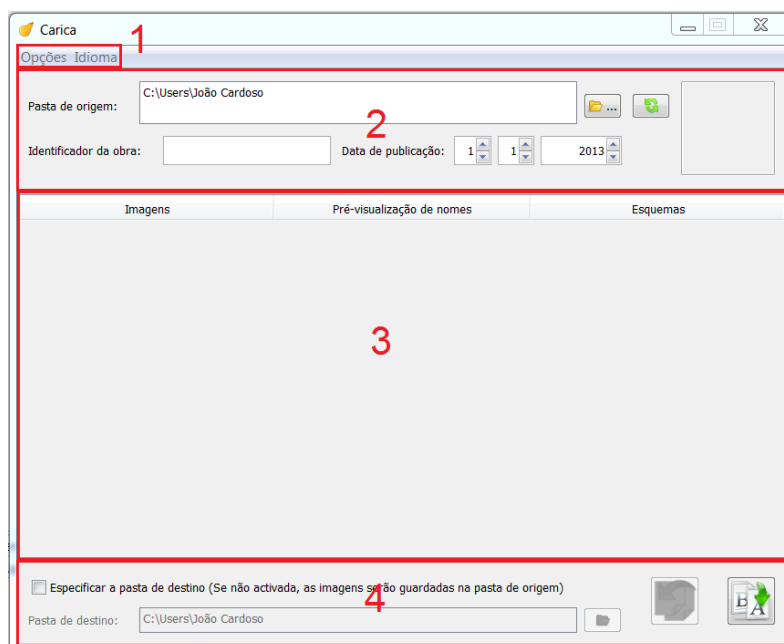 Carica
1
Opções Idioma
Pasta de origem:
C:\Users\João Cardoso
...
2
Identificador da obra:
Data de publicação:
1
1
2013
Imagens
Pré-visualização de nomes
Esquemas
3
Especificar a pasta de destino (Se não activada, as imagens serão guardadas na pasta de origem)
4
Pasta de destino:
C:\Users\João Cardoso
B
A